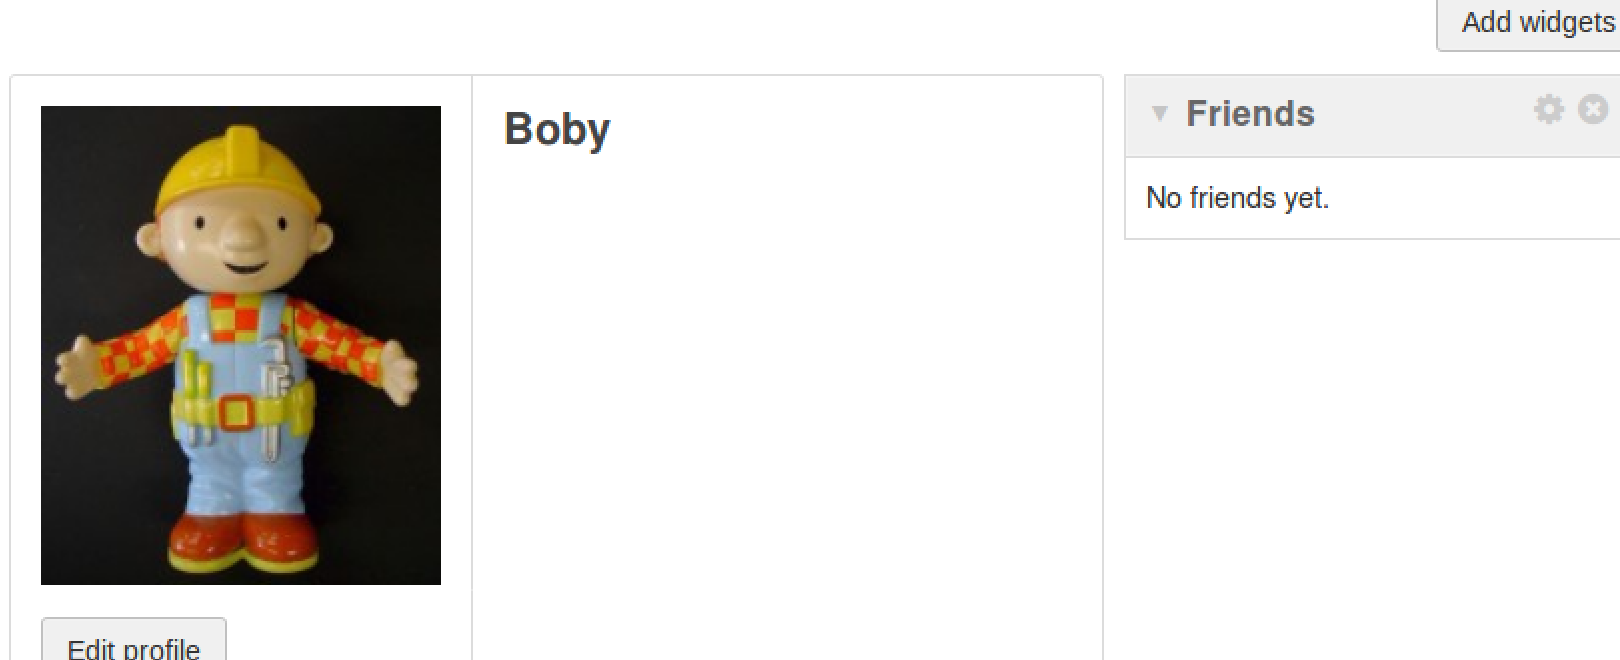 Add widgets
Boby
Friends
No friends yet.
Edit profile